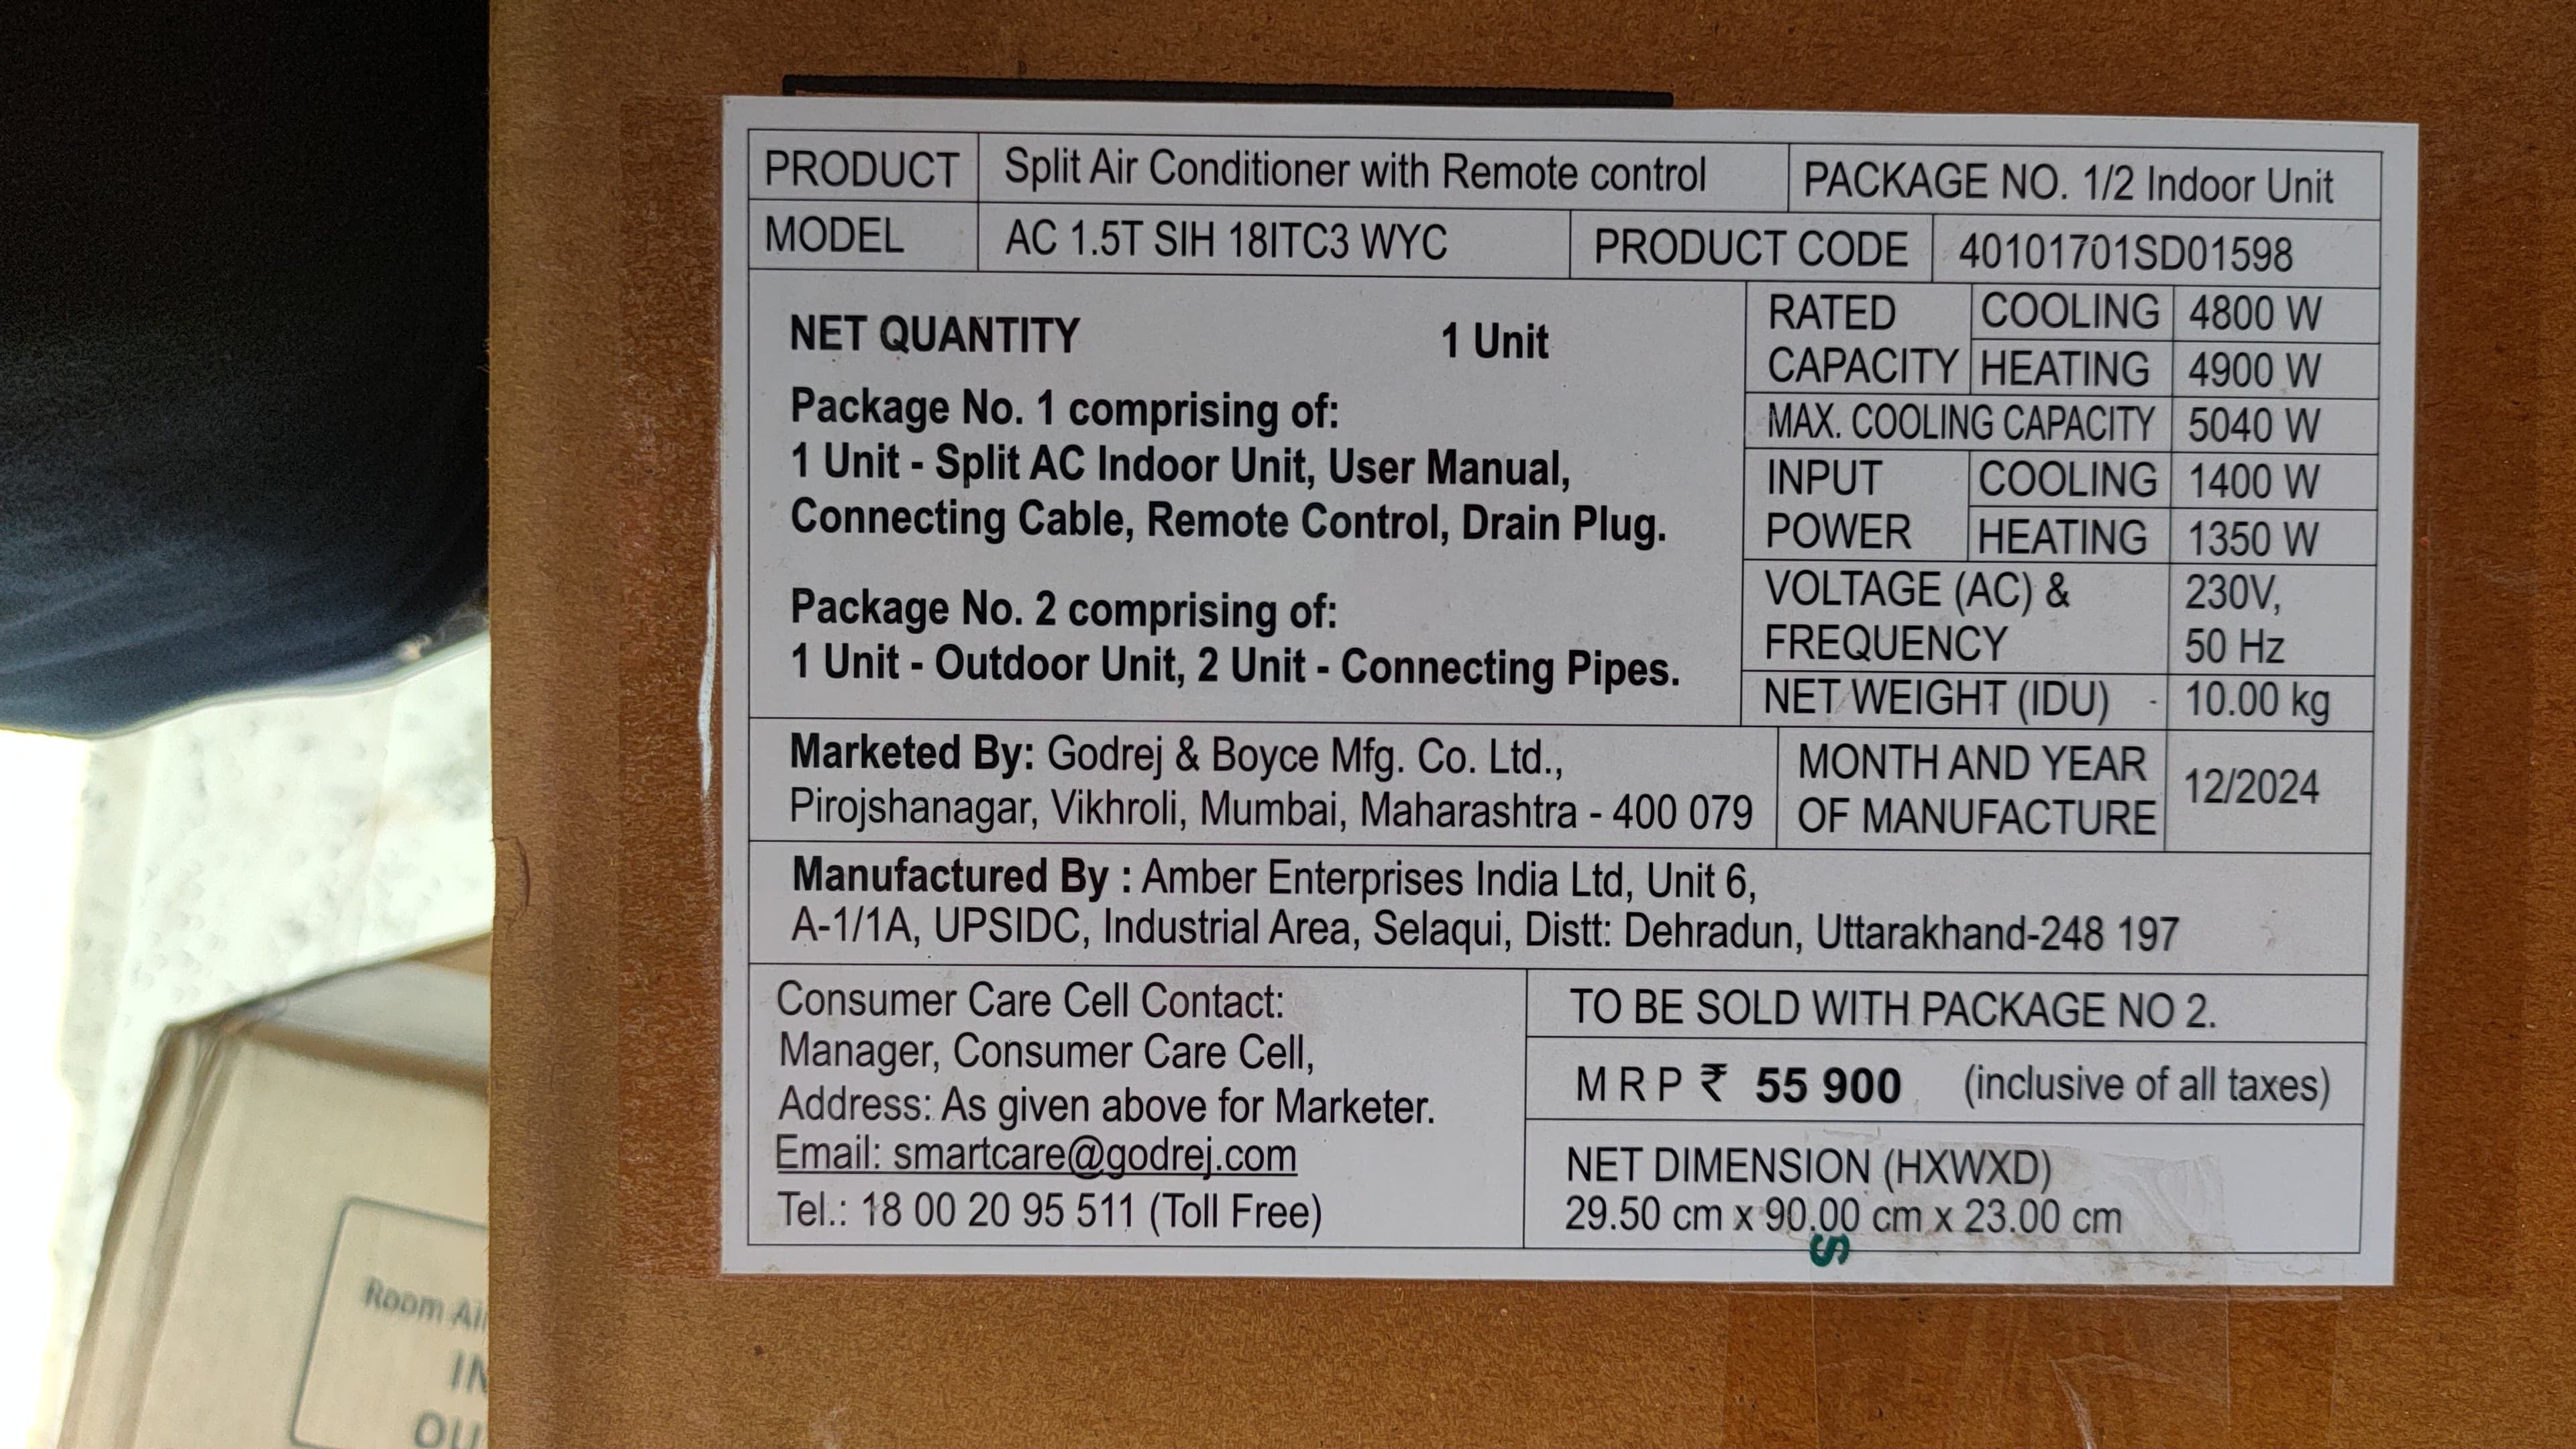 PRODUCT Split Air Conditioner with Remote control PACKAGE NO. 1/2 Indoor Unit
MODEL AC 1.5T SIH 18ITC3 WYC PRODUCT CODE 40101701SD01598
NET QUANTITY 1 Unit
Package No. 1 comprising of:
1 Unit - Split AC Indoor Unit, User Manual,
Connecting Cable, Remote Control, Drain Plug.
Package No. 2 comprising of:
1 Unit - Outdoor Unit, 2 Unit - Connecting Pipes.
RATED CAPACITY COOLING 4800 W
HEATING 4900 W
MAX. COOLING CAPACITY 5040 W
INPUT POWER COOLING 1400 W
HEATING 1350 W
VOLTAGE (AC) & 230V,
FREQUENCY 50 Hz
NET WEIGHT (IDU) - 10.00 kg
Marketed By: Godrej & Boyce Mfg. Co. Ltd.,
Pirojshanagar, Vikhroli, Mumbai, Maharashtra - 400 079
MONTH AND YEAR
OF MANUFACTURE 12/2024
Manufactured By : Amber Enterprises India Ltd, Unit 6,
A-1/1A, UPSIDC, Industrial Area, Selaqui, Distt: Dehradun, Uttarakhand-248 197
Consumer Care Cell Contact:
Manager, Consumer Care Cell,
Address: As given above for Marketer.
Email: smartcare@godrej.com
Tel.: 18 00 20 95 511 (Toll Free)
TO BE SOLD WITH PACKAGE NO 2.
M R P ₹ 55 900 (inclusive of all taxes)
NET DIMENSION (HXWXD)
29.50 cm x 90.00 cm x 23.00 cm
S
Room Air